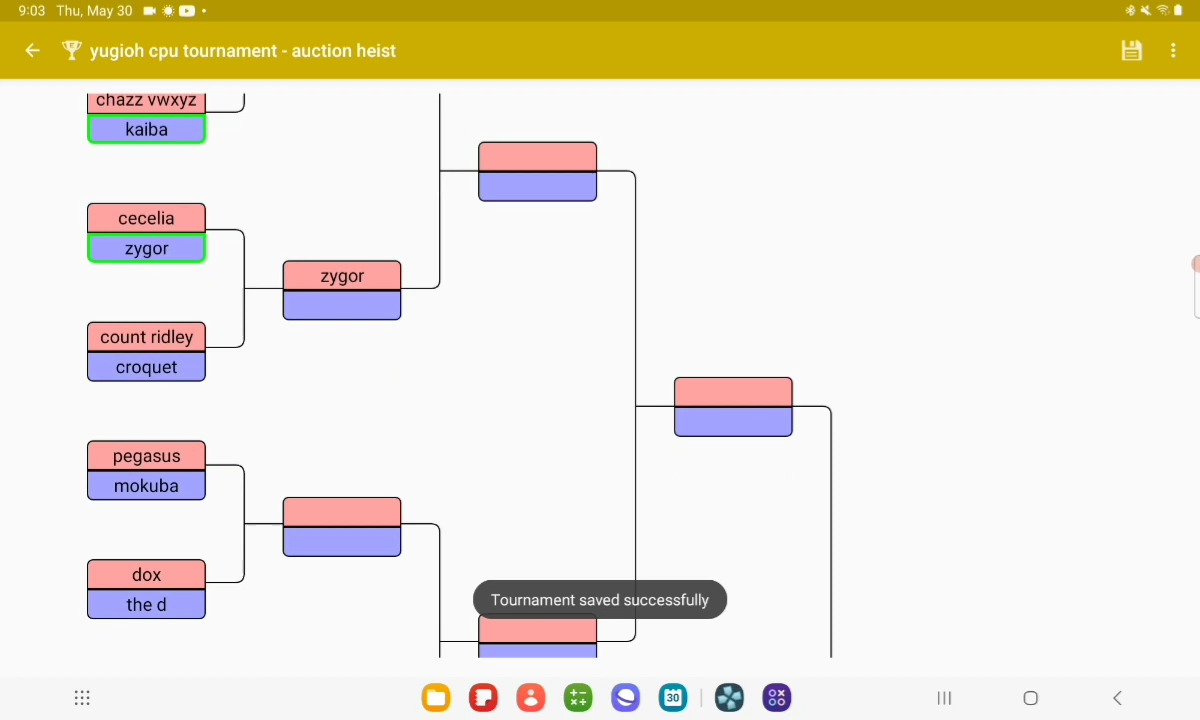 9:03 Thu, May 30
yugioh cpu tournament - auction heist
chazz vwxyz
kaiba
cecelia
zygor
zygor
count ridley
croquet
pegasus
mokuba
dox
the d
Tournament saved successfully
30